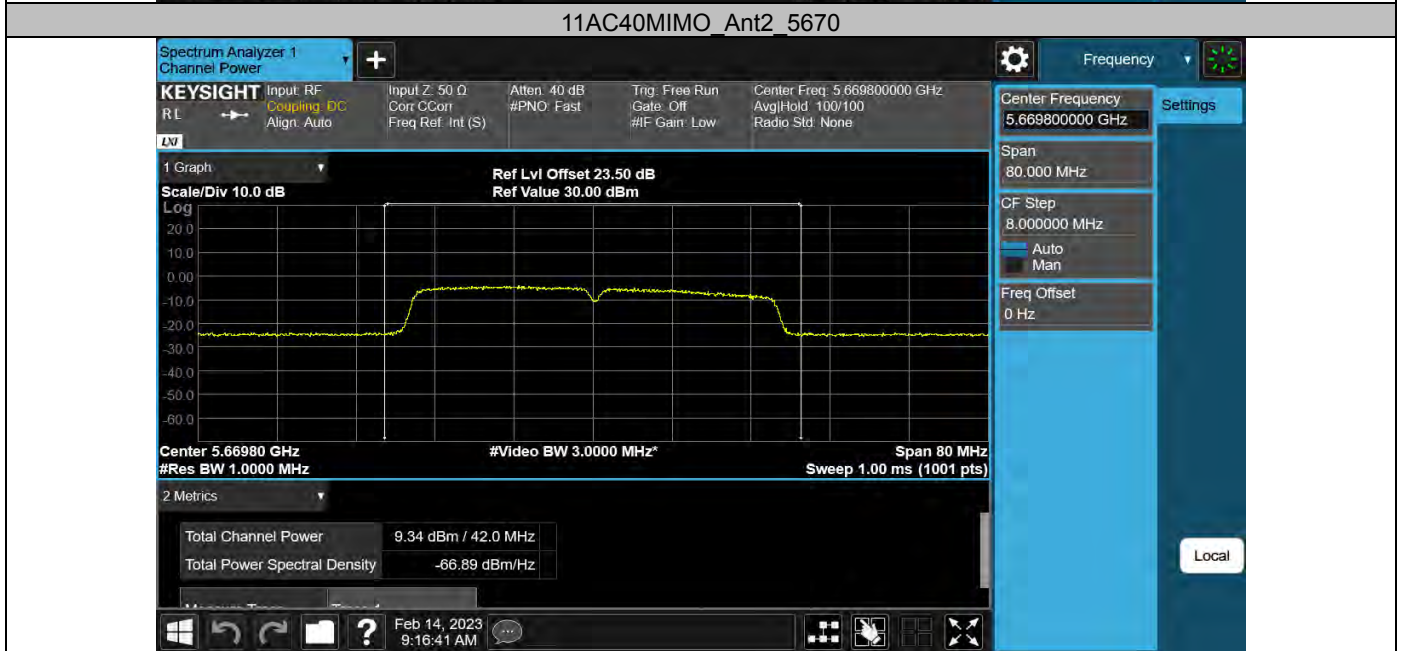 11AC40MIMO_Ant2_5670
Spectrum Analyzer 1
Channel Power
+
Frequency
KEYSIGHT
RL
LXI
Input: RF
Coupling: DC
Align: Auto
Input Z: 50 Ω
Corr CCorr
Freq Ref: Int (S)
Atten: 40 dB
#PNO: Fast
Trig: Free Run
Gate: Off
#IF Gain: Low
Center Freq: 5.669800000 GHz
Avg|Hold: 100/100
Radio Std: None
Center Frequency
5.669800000 GHz
Settings
Span
80.000 MHz
CF Step
8.000000 MHz
Auto
Man
Freq Offset
0 Hz
1 Graph
Scale/Div 10.0 dB
Ref Lvl Offset 23.50 dB
Ref Value 30.00 dBm
Log
20.0
10.0
0.00
-10.0
-20.0
-30.0
-40.0
-50.0
-60.0
Center 5.66980 GHz
#Video BW 3.0000 MHz*
Span 80 MHz
#Res BW 1.0000 MHz
Sweep 1.00 ms (1001 pts)
2 Metrics
Total Channel Power 9.34 dBm / 42.0 MHz
Total Power Spectral Density -66.89 dBm/Hz
Local
?
Feb 14, 2023
9:16:41 AM